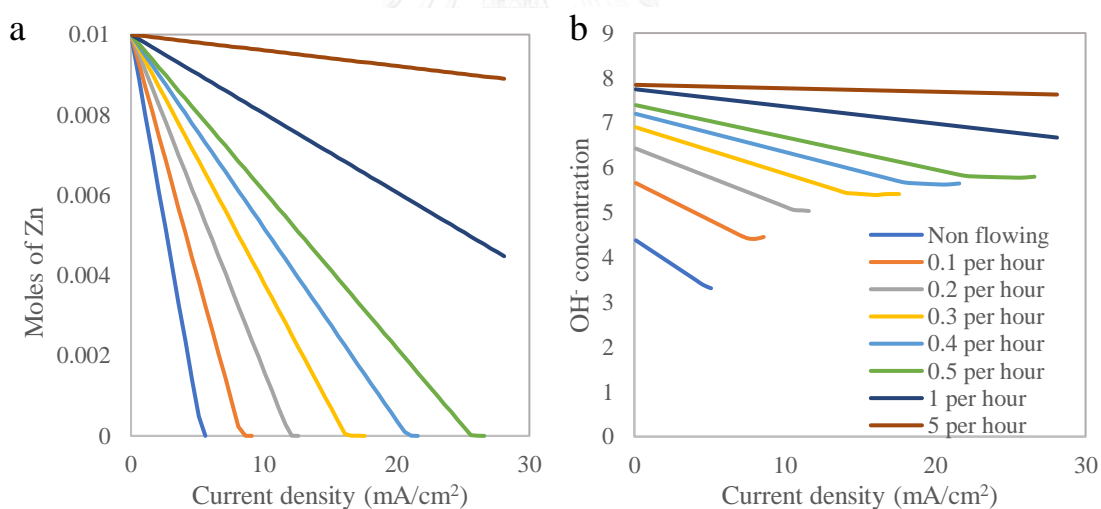 a
0.01
0.008
0.006
0.004
0.002
0
Moles of Zn
0
10
20
30
Current density (mA/cm²)
b
9
8
7
6
5
4
3
2
1
0
OH⁻ concentration
0
10
20
30
Current density (mA/cm²)
Non flowing
0.1 per hour
0.2 per hour
0.3 per hour
0.4 per hour
0.5 per hour
1 per hour
5 per hour